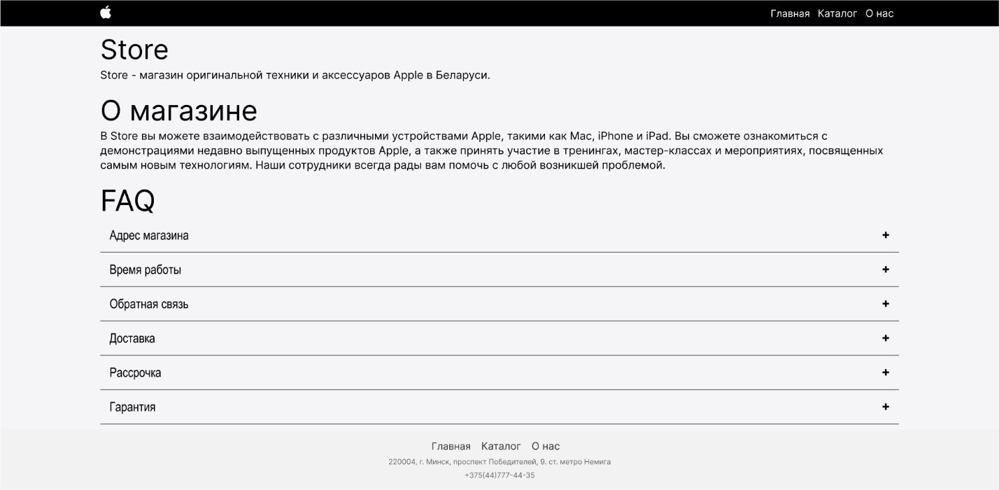 Главная Каталог О нас
Store
Store - магазин оригинальной техники и аксессуаров Apple в Беларуси.
О магазине
В Store вы можете взаимодействовать с различными устройствами Apple, такими как Mac, iPhone и iPad. Вы сможете ознакомиться с
демонстрациями недавно выпущенных продуктов Apple, а также принять участие в тренингах, мастер-классах и мероприятиях, посвященных
самым новым технологиям. Наши сотрудники всегда рады вам помочь с любой возникшей проблемой.
FAQ
Адрес магазина +
Время работы +
Обратная связь +
Доставка +
Рассрочка +
Гарантия +
Главная Каталог О нас
220004, г. Минск, проспект Победителей, 9. ст. метро Немига
+375(44)777-44-35